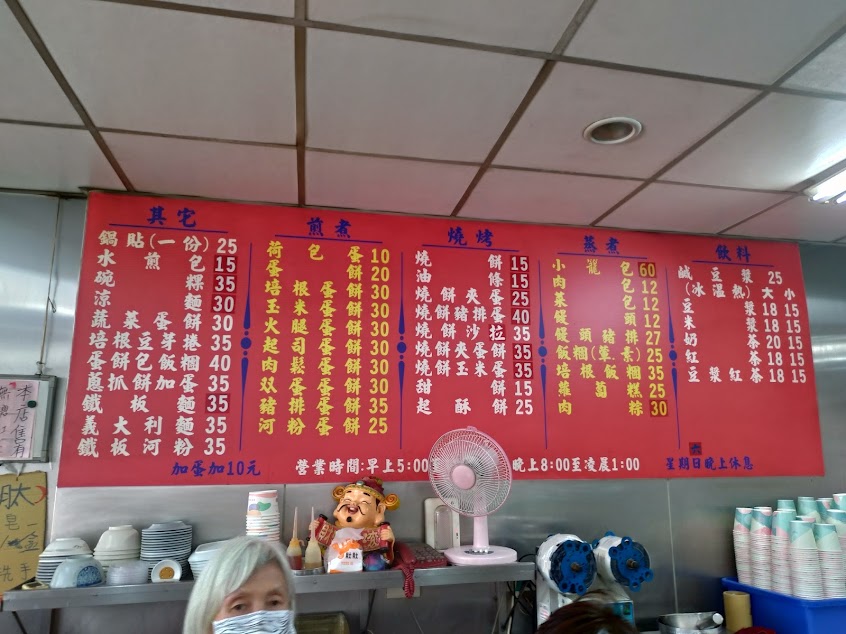 其宅
鍋貼(一份) 25
水煎包 15
碗粿 35
涼麵 30
蔬菜蛋餅 30
培根豆芽捲 35
蛋餅包飯糰 40
蔥抓餅加蛋 35
鐵板麵 35
義大利麵 35
鐵板河粉 35
煎煮
荷包蛋 10
蛋餅 20
培根蛋餅 30
玉米蛋餅 30
火腿蛋餅 30
起司蛋餅 30
肉鬆蛋餅 30
双蛋蛋餅
豬排蛋餅 35
河粉蛋餅 25
燒烤
燒餅 15
油條 15
燒餅夾蛋 25
燒餅豬排蛋 40
燒餅沙拉 35
燒餅夾蛋
燒餅玉米蛋 35
甜餅 15
起酥餅 25
蒸煮
小籠包 60
肉包 12
菜包 12
饅頭 12
饅頭豬排 27
飯糰(葷素)
培根飯糰 35
蘿蔔糕 25
肉粽 30
飲料
鹹豆漿 25
(冰溫熱) 大 小
豆漿 18 15
米漿 18 15
奶茶 20 15
紅茶 18 15
豆漿紅茶 18 15
加蛋加10元
營業時間:早上5:00
晚上8:00至凌晨1:00
星期日晚上休息
六
本店售有